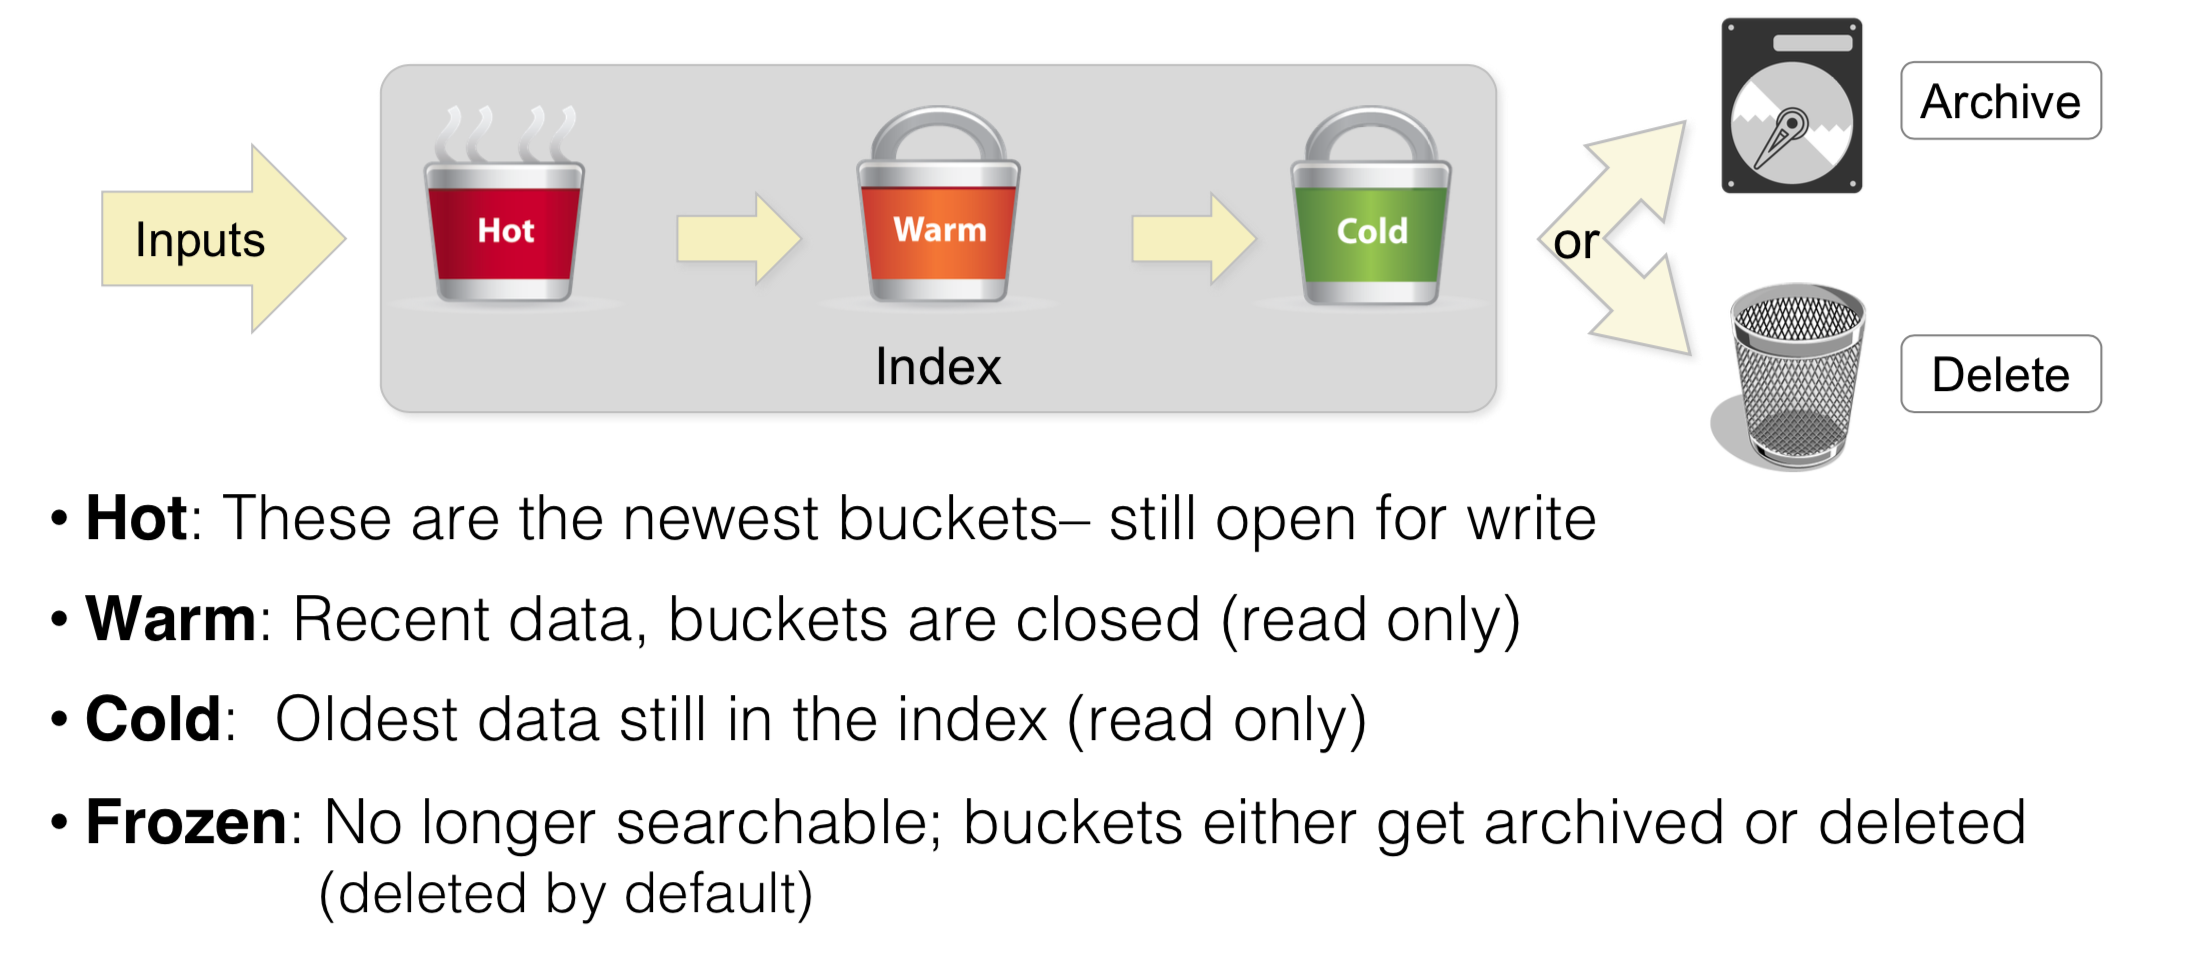 Inputs
Hot
Warm
Cold
Index
or
Archive
Delete
• Hot: These are the newest buckets– still open for write
• Warm: Recent data, buckets are closed (read only)
• Cold:  Oldest data still in the index (read only)
• Frozen: No longer searchable; buckets either get archived or deleted
(deleted by default)